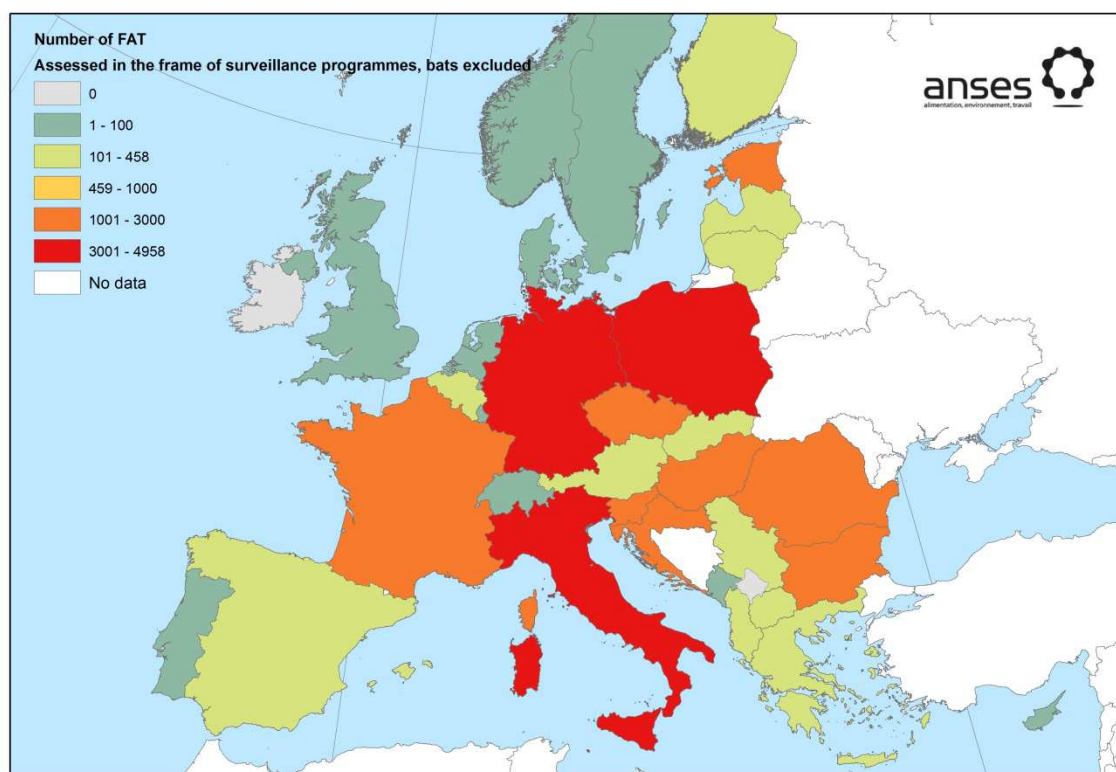 Number of FAT
Assessed in the frame of surveillance programmes, bats excluded
0
1 - 100
101 - 458
459 - 1000
1001 - 3000
3001 - 4958
No data
anses
alimentation, environnement, travail